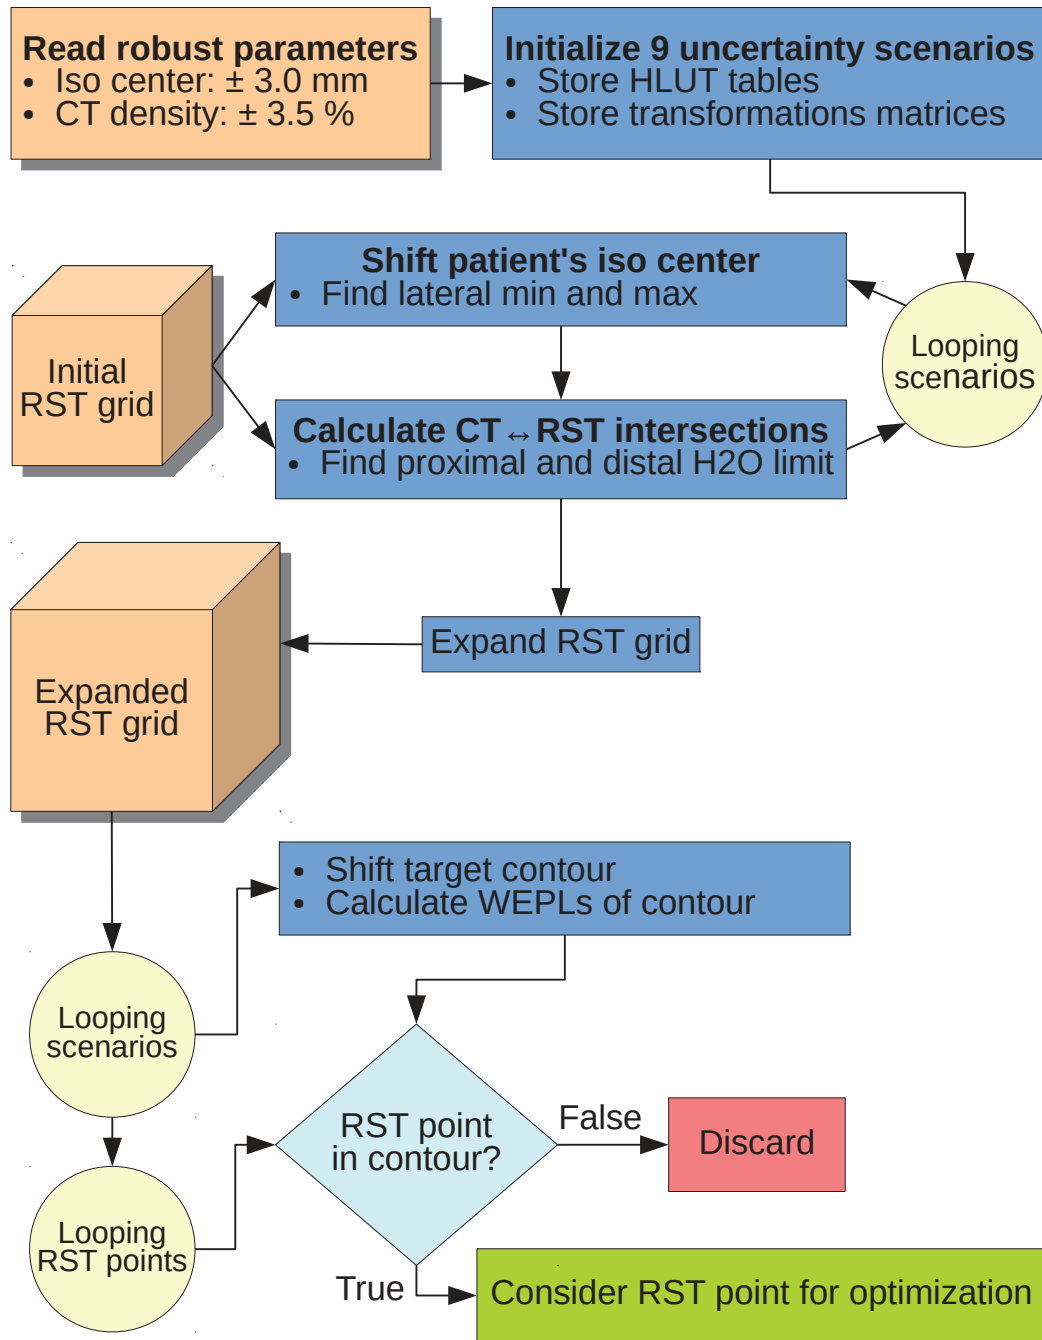 Read robust parameters
• Iso center: ± 3.0 mm
• CT density: ± 3.5 %
Initialize 9 uncertainty scenarios
• Store HLUT tables
• Store transformations matrices
Shift patient's iso center
• Find lateral min and max
Initial
RST grid
Looping
scenarios
Calculate CT↔RST intersections
• Find proximal and distal H2O limit
Expand RST grid
Expanded
RST grid
• Shift target contour
• Calculate WEPLs of contour
Looping
scenarios
RST point
in contour?
False
Discard
Looping
RST points
True
Consider RST point for optimization